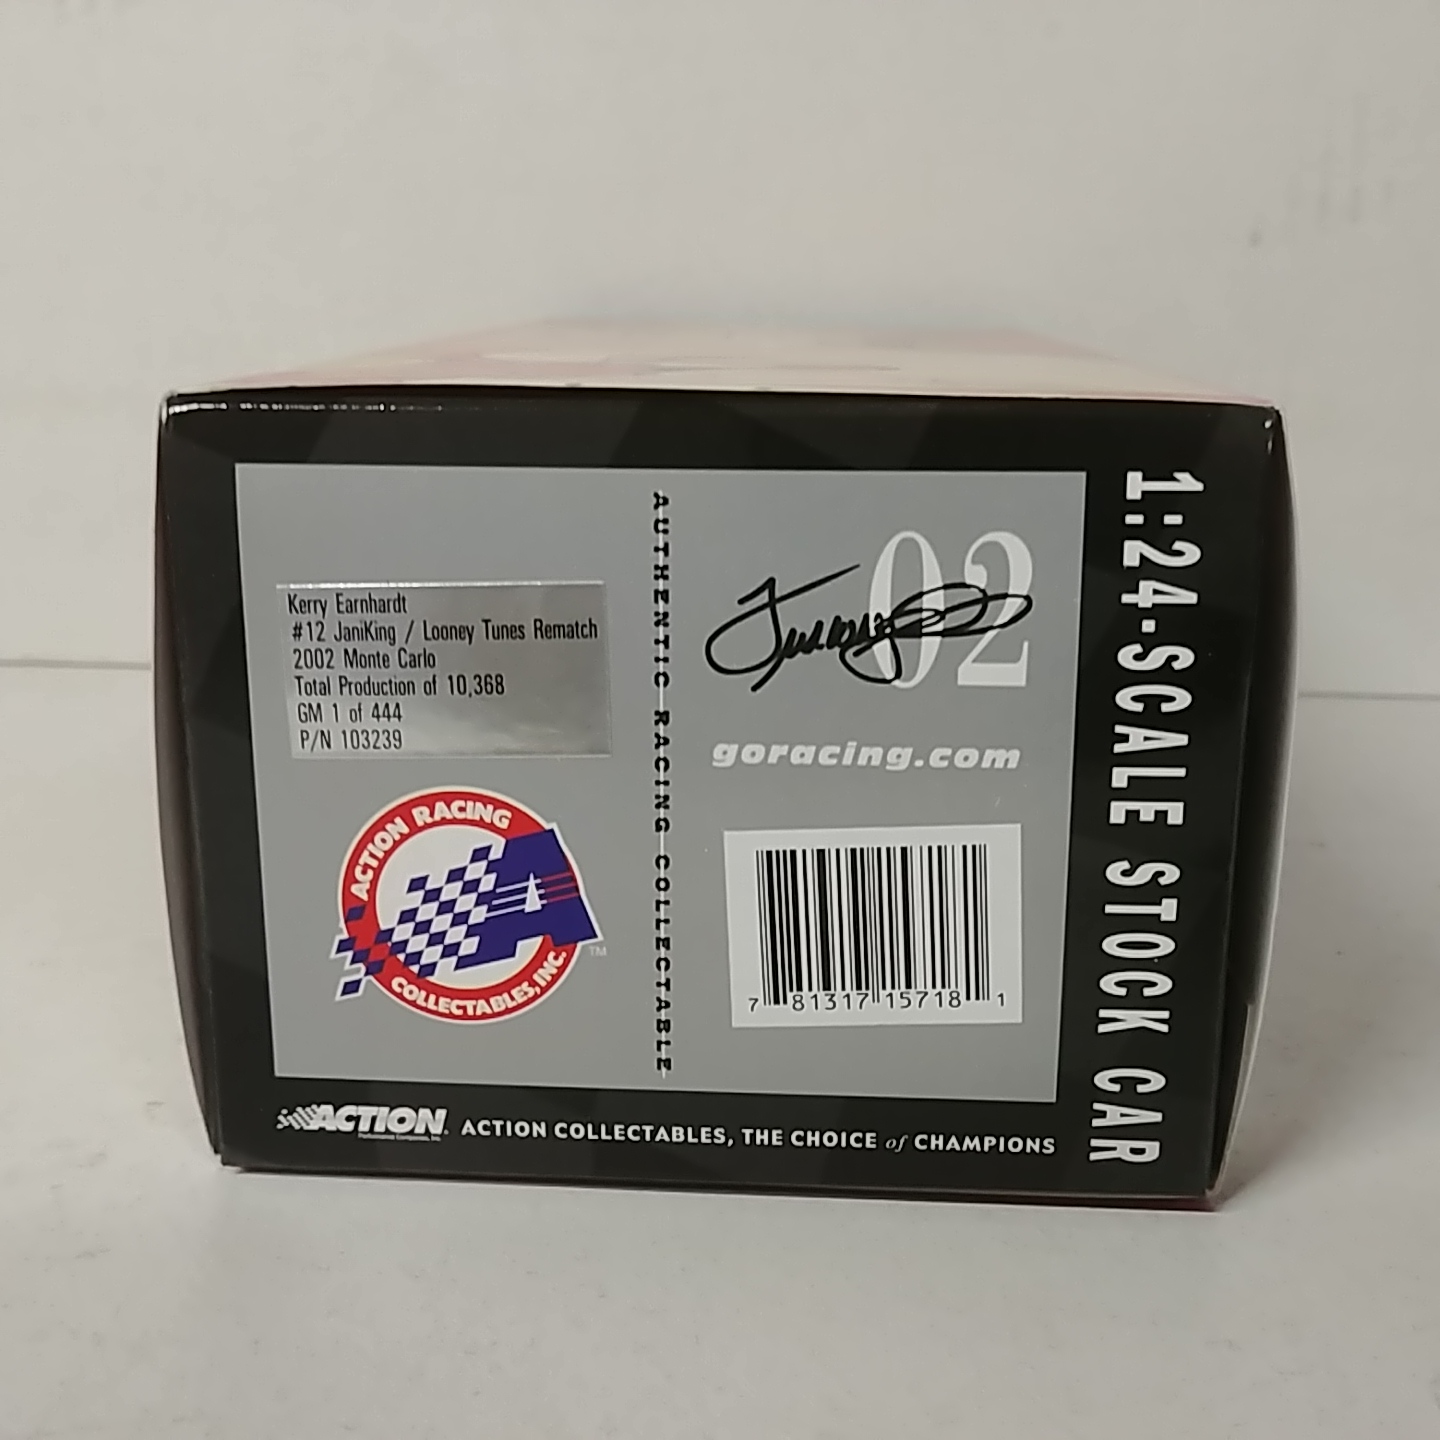 Kerry Earnhardt
#12 JaniKing / Looney Tunes Rematch
2002 Monte Carlo
Total Production of 10,368
GM 1 of 444
P/N 103239
ACTION RACING
COLLECTABLES, INC.
TM
AUTHENTIC RACING COLLECTABLE
02
goracing.com
7 81317 15718 1
1:24-SCALE STOCK CAR
ACTION
ACTION COLLECTABLES, THE CHOICE of CHAMPIONS